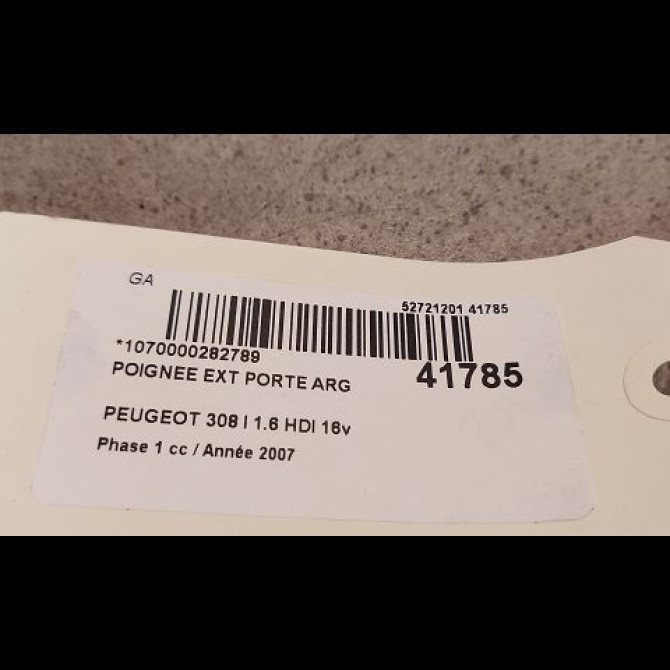 GA
52721201 41785
*1070000282789
41785
POIGNEE EXT PORTE ARG
PEUGEOT 308 I 1.6 HDI 16v
Phase 1 cc / Année 2007